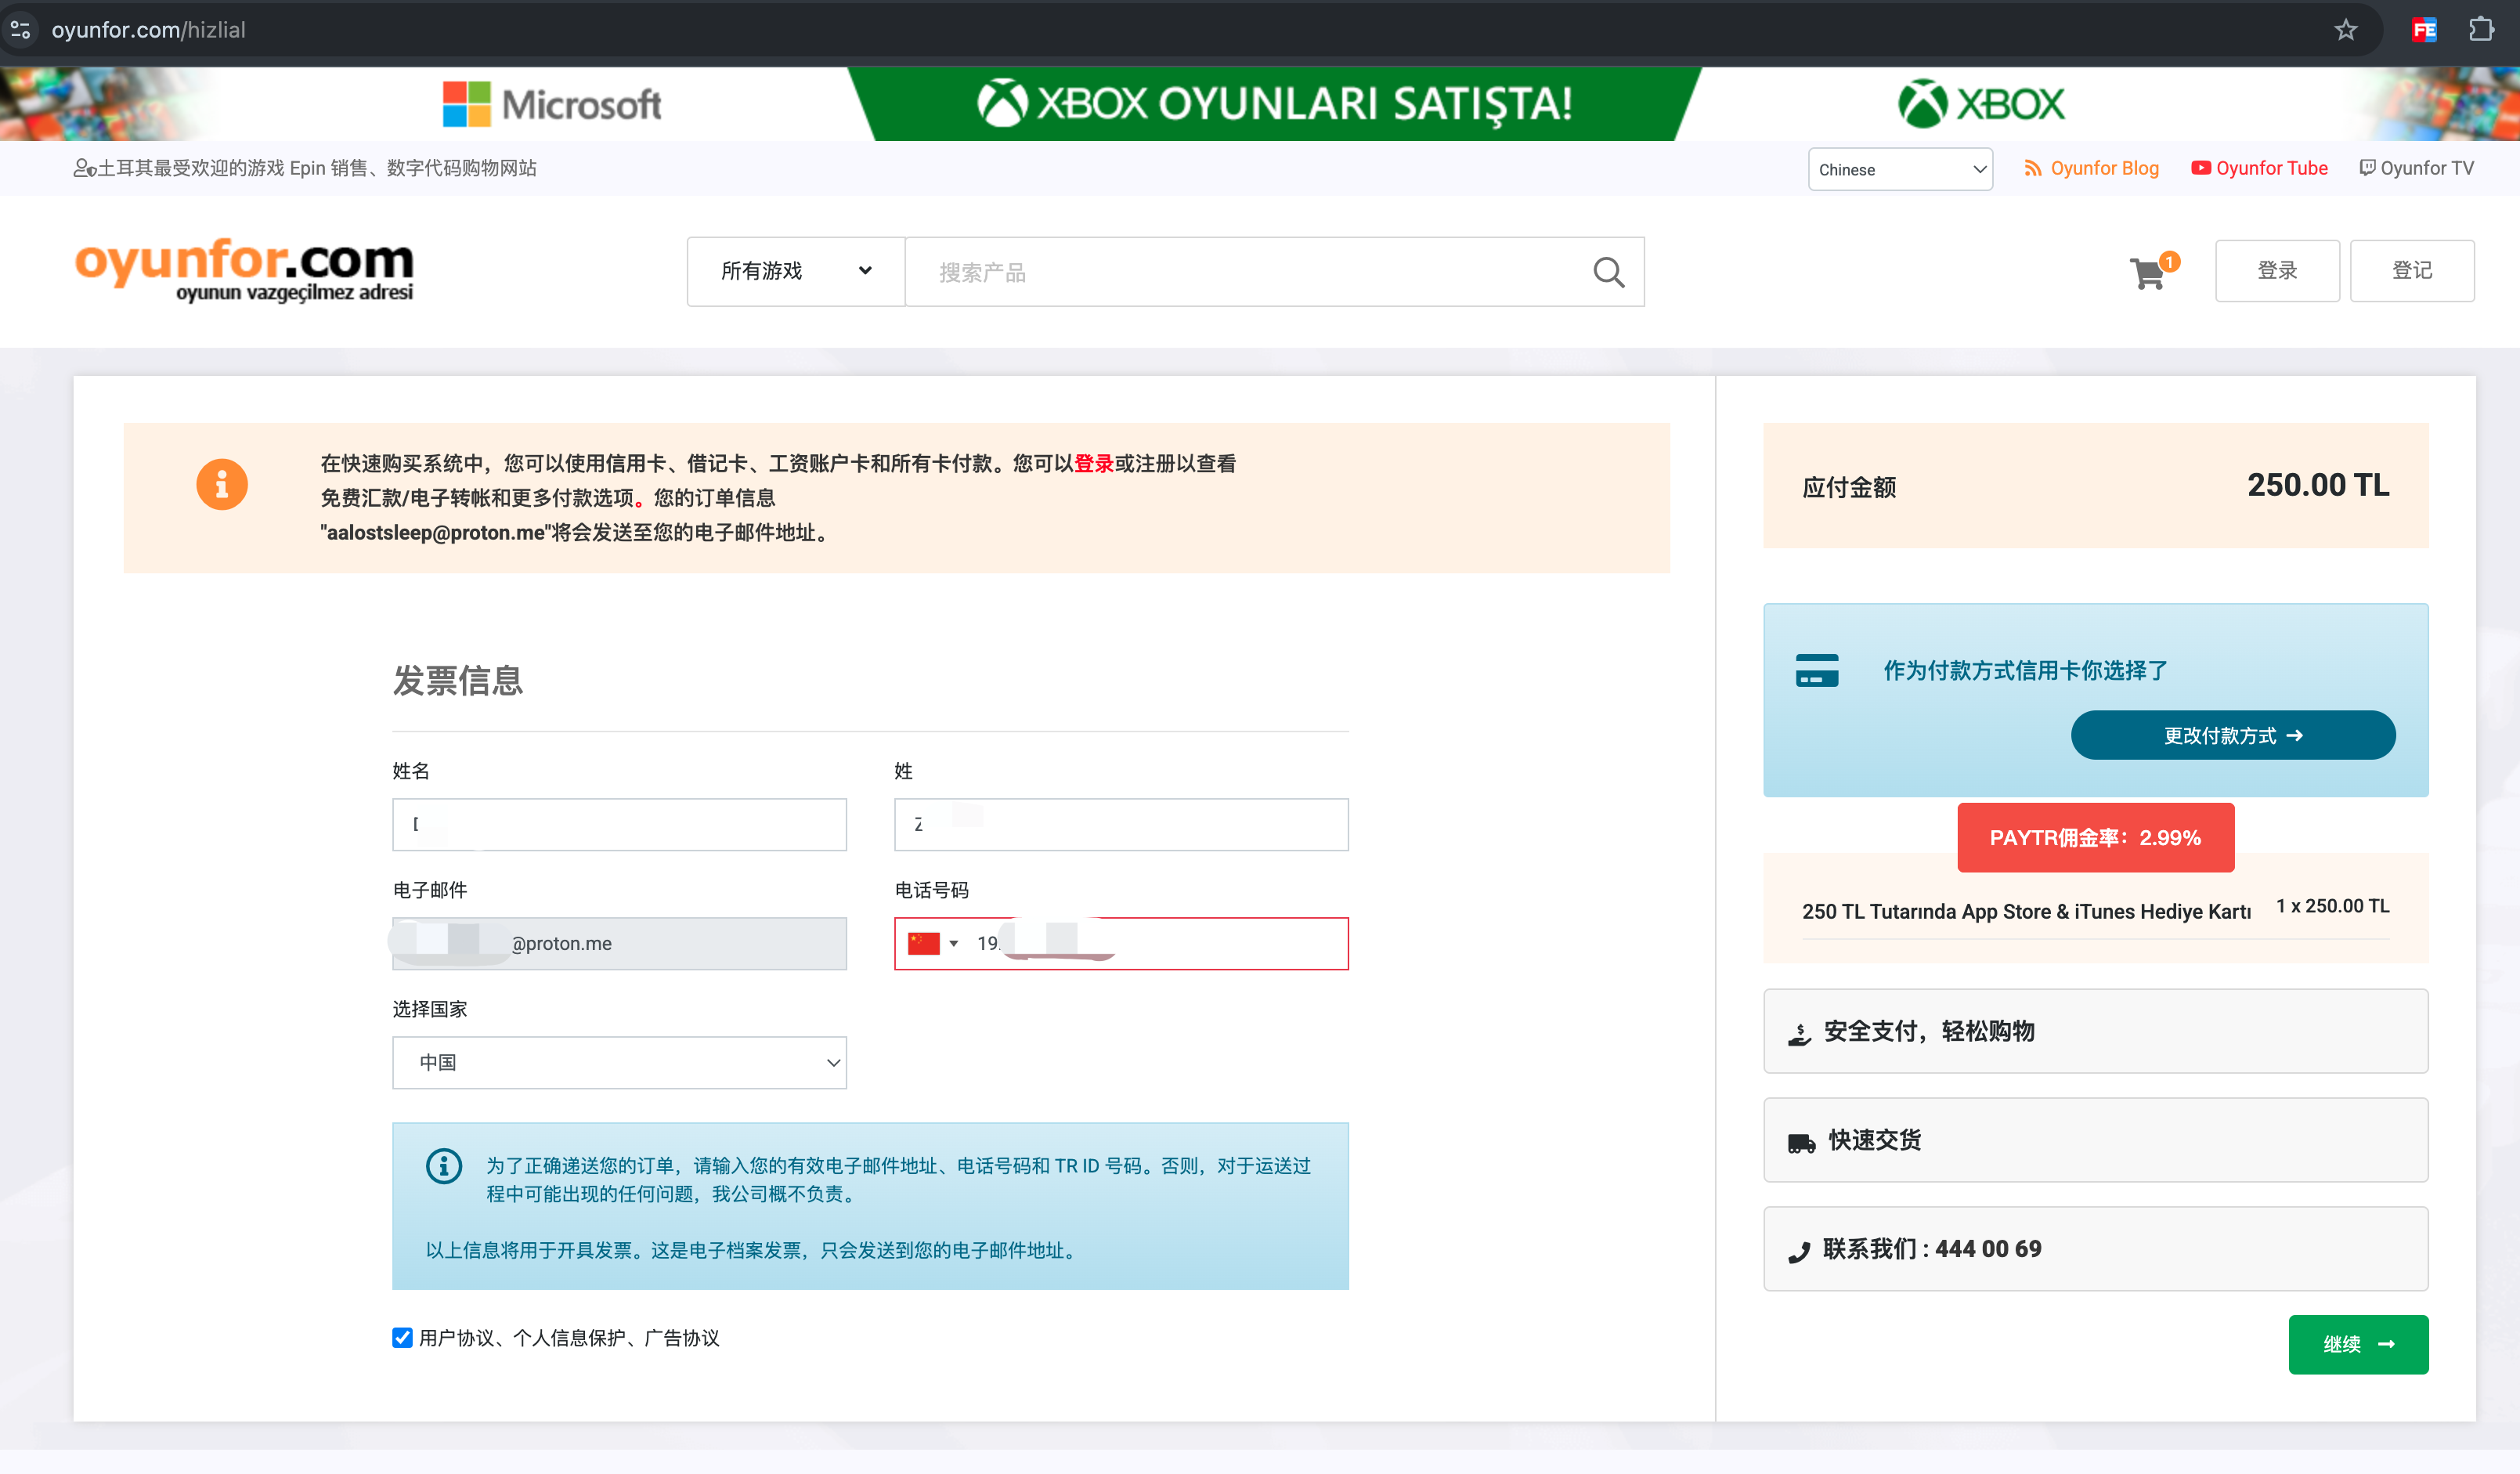 oyunfor.com/hizlial
FE
Microsoft
XBOX OYUNLARI SATIŞTA!
XBOX
土耳其最受欢迎的游戏 Epin 销售、数字代码购物网站
Chinese
Oyunfor Blog
Oyunfor Tube
Oyunfor TV
oyunfor.com
oyunun vazgeçilmez adresi
所有游戏
搜索产品
1
登录
登记
在快速购买系统中，您可以使用信用卡、借记卡、工资账户卡和所有卡付款。您可以登录或注册以查看
免费汇款/电子转帐和更多付款选项。您的订单信息
"aalostsleep@proton.me"将会发送至您的电子邮件地址。
发票信息
姓名
姓
Z
电子邮件
电话号码
@proton.me
19.
选择国家
中国
为了正确递送您的订单，请输入您的有效电子邮件地址、电话号码和 TR ID 号码。否则，对于运送过
程中可能出现的任何问题，我公司概不负责。
以上信息将用于开具发票。这是电子档案发票，只会发送到您的电子邮件地址。
用户协议、个人信息保护、广告协议
应付金额
250.00 TL
作为付款方式信用卡你选择了
更改付款方式
PAYTR佣金率：2.99%
250 TL Tutarında App Store & iTunes Hediye Kartı
1 x 250.00 TL
安全支付，轻松购物
快速交货
联系我们 : 444 00 69
继续